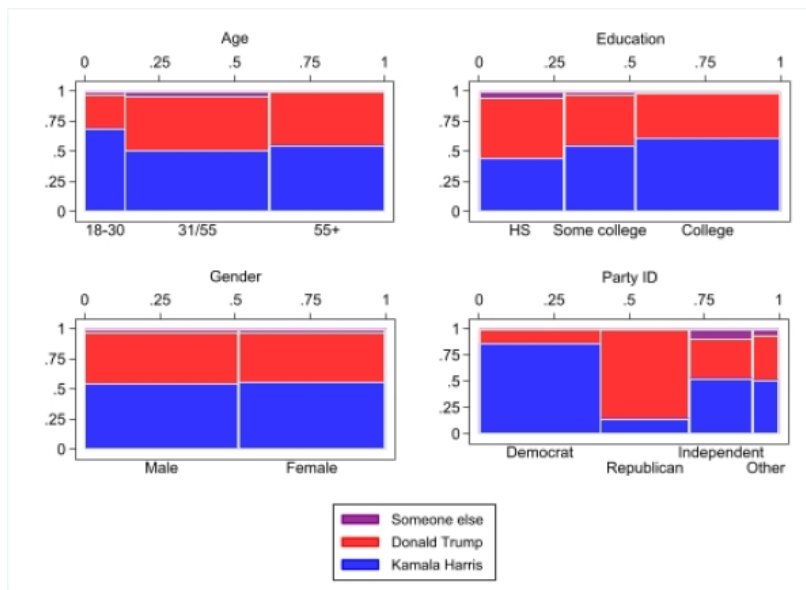 Age
0 .25 .5 .75 1
1
.75
.5
.25
0
18-30 31/55 55+
Education
0 .25 .5 .75 1
1
.75
.5
.25
0
HS Some college College
Gender
0 .25 .5 .75 1
1
.75
.5
.25
0
Male Female
Party ID
0 .25 .5 .75 1
1
.75
.5
.25
0
Democrat Independent
Republican Other
Someone else
Donald Trump
Kamala Harris